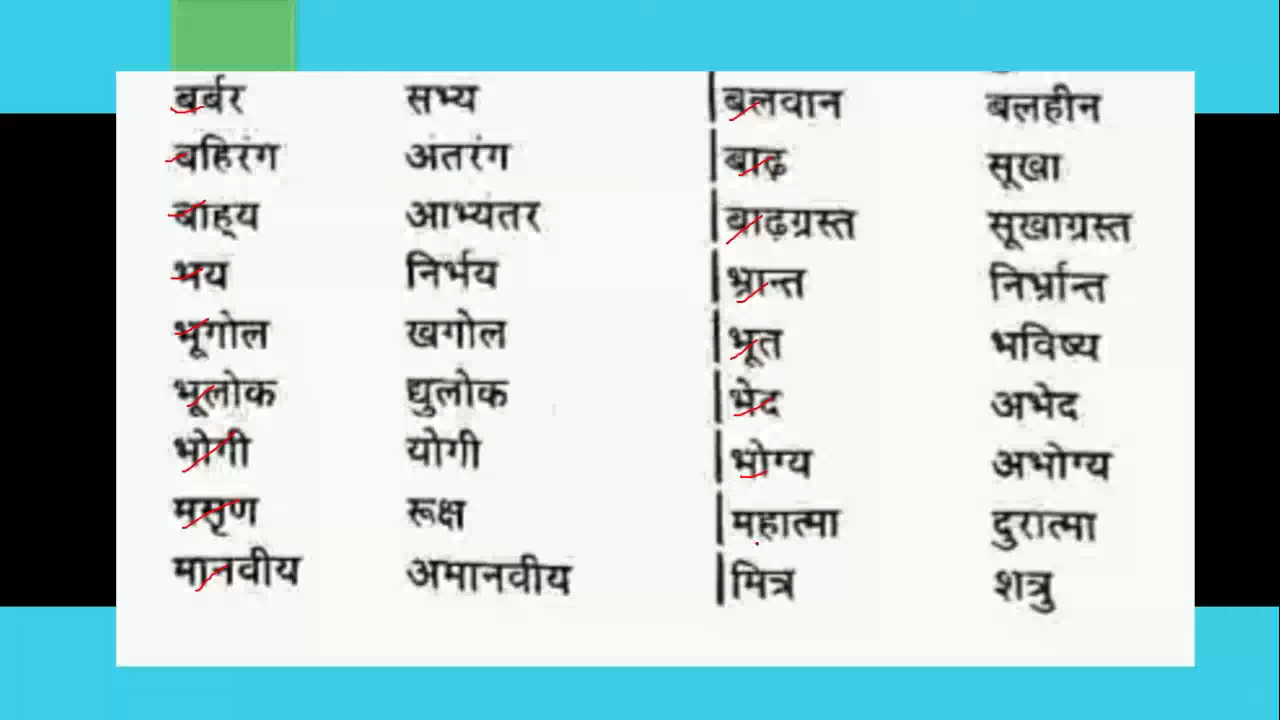 बर्बर सभ्य | बलवान बलहीन
बहिरंग अंतरंग | बाढ़ सूखा
बाह्य आभ्यंतर | बाढ़ग्रस्त सूखाग्रस्त
भय निर्भय | भ्रान्त निर्भ्रान्त
भूगोल खगोल | भूत भविष्य
भूलोक द्युलोक | भेद अभेद
भोगी योगी | भोग्य अभोग्य
मसृण रूक्ष | महात्मा दुरात्मा
मानवीय अमानवीय | मित्र शत्रु